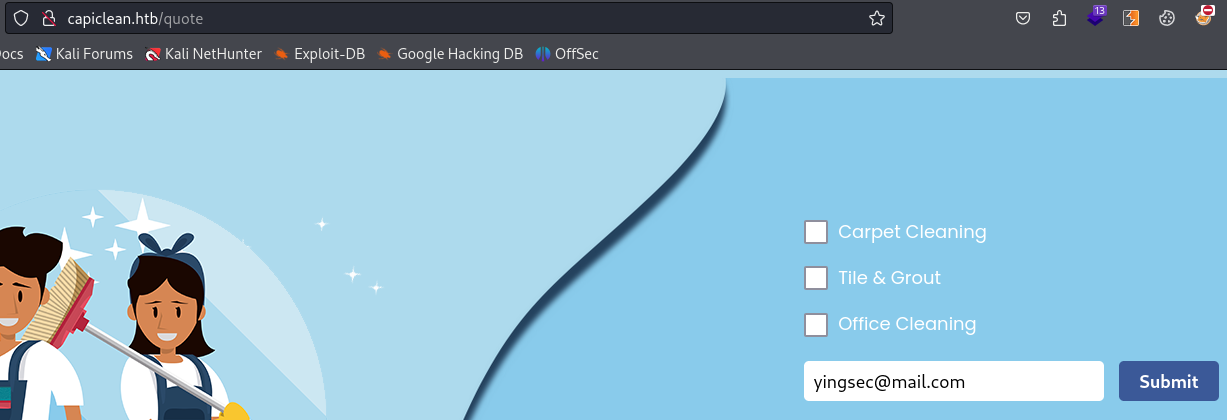 capiclean.htb/quote
13
ocs Kali Forums Kali NetHunter Exploit-DB Google Hacking DB OffSec
Carpet Cleaning
Tile & Grout
Office Cleaning
yingsec@mail.com Submit